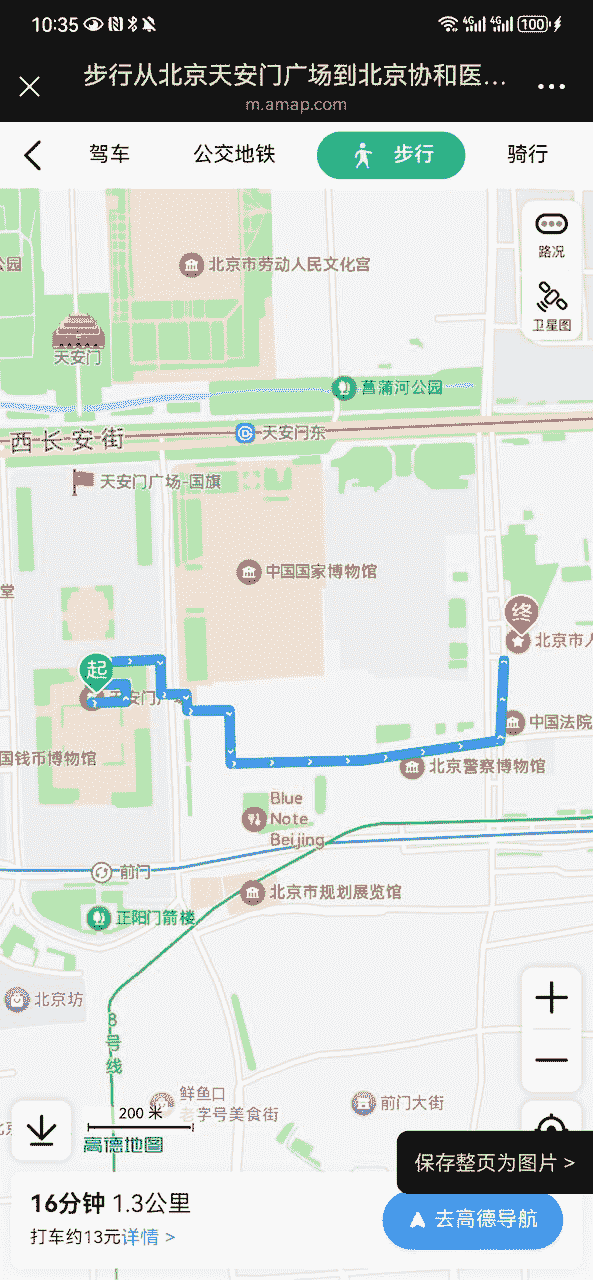 10:35
4G 4G 100
步行从北京天安门广场到北京协和医...
m.amap.com
驾车 公交地铁 步行 骑行
公园
北京市劳动人民文化宫
路况
卫星图
天安门
菖蒲河公园
西长安街
天安门东
天安门广场-国旗
中国国家博物馆
堂
终
北京市人
起
天安门广场
中国法院
国钱币博物馆
北京警察博物馆
Blue
Note
Beijing
前门
北京市规划展览馆
正阳门箭楼
北京坊
8号线
鲜鱼口
老字号美食街
前门大街
200 米
高德地图
保存整页为图片 >
16分钟 1.3公里
打车约13元详情 >
去高德导航